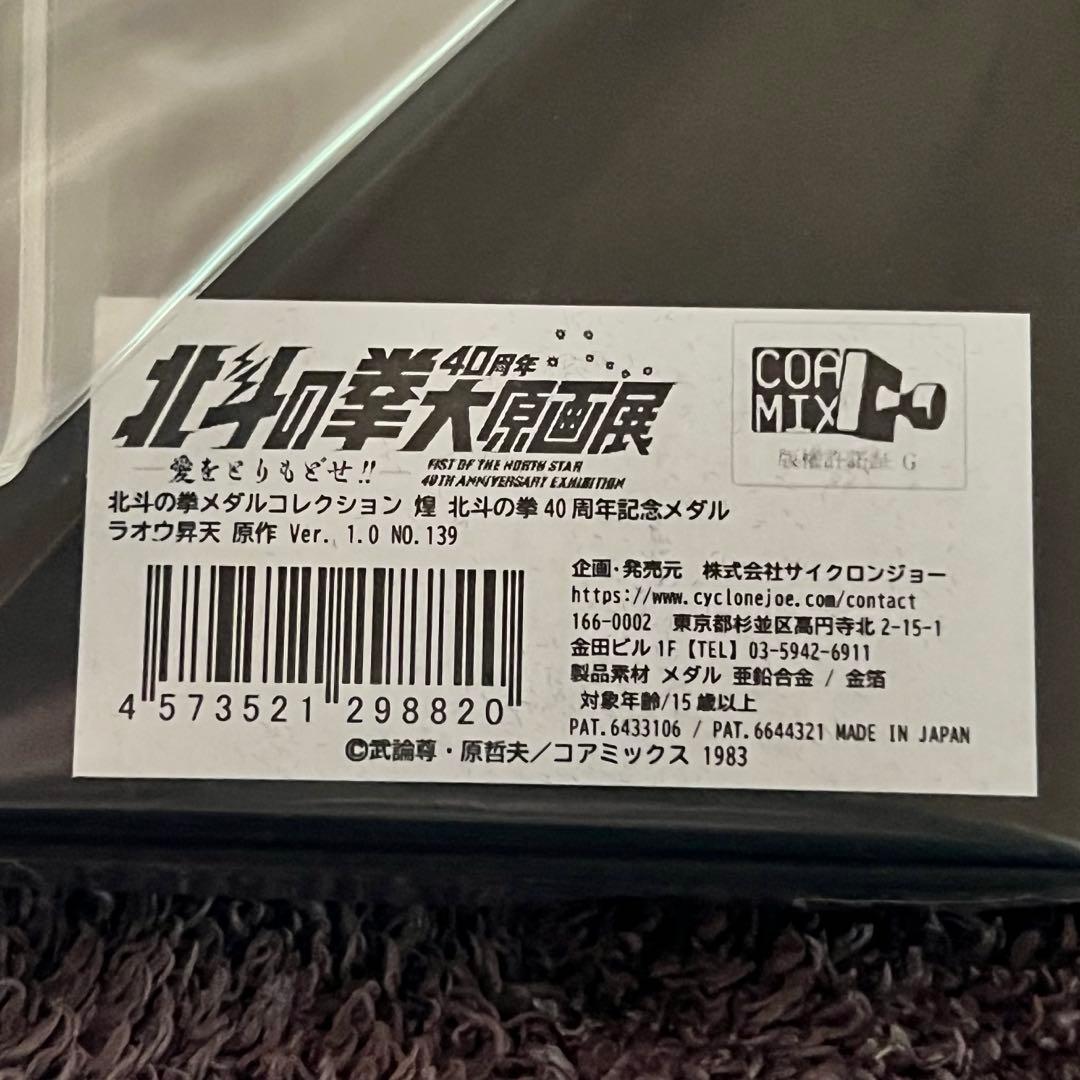 北斗の拳40周年大原画展
愛をとりもどせ!!
FIST OF THE NORTH STAR
40TH ANNIVERSARY EXHIBITION
COA
MIX
版權許諾証 G
北斗の拳メダルコレクション 煌 北斗の拳40周年記念メダル
ラオウ昇天 原作 Ver. 1.0 NO.139
4 573521 298820
企画・発売元 株式会社サイクロンジョー
https://www.cyclonejoe.com/contact
166-0002 東京都杉並区高円寺北2-15-1
金田ビル1F【TEL】03-5942-6911
製品素材 メダル 亜鉛合金 / 金箔
対象年齢/15歳以上
PAT.6433106 / PAT.6644321 MADE IN JAPAN
©武論尊・原哲夫/コアミックス 1983